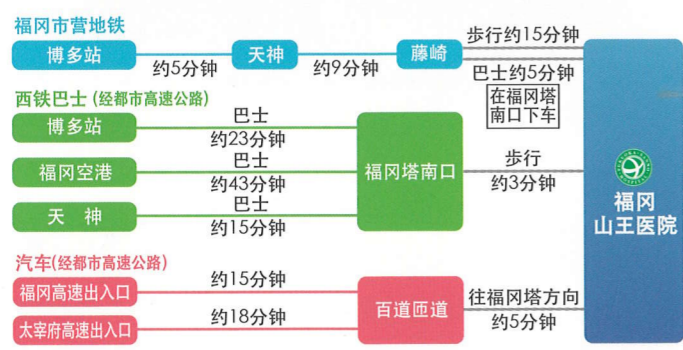 福冈市营地铁
博多站
约5分钟
天神
约9分钟
藤崎
步行约15分钟
巴士约5分钟
在福冈塔
南口下车
西铁巴士(经都市高速公路)
博多站
巴士
约23分钟
福冈空港
巴士
约43分钟
天 神
巴士
约15分钟
福冈塔南口
步行
约3分钟
福冈
山王医院
汽车(经都市高速公路)
福冈高速出入口
约15分钟
太宰府高速出入口
约18分钟
百道匝道
往福冈塔方向
约5分钟